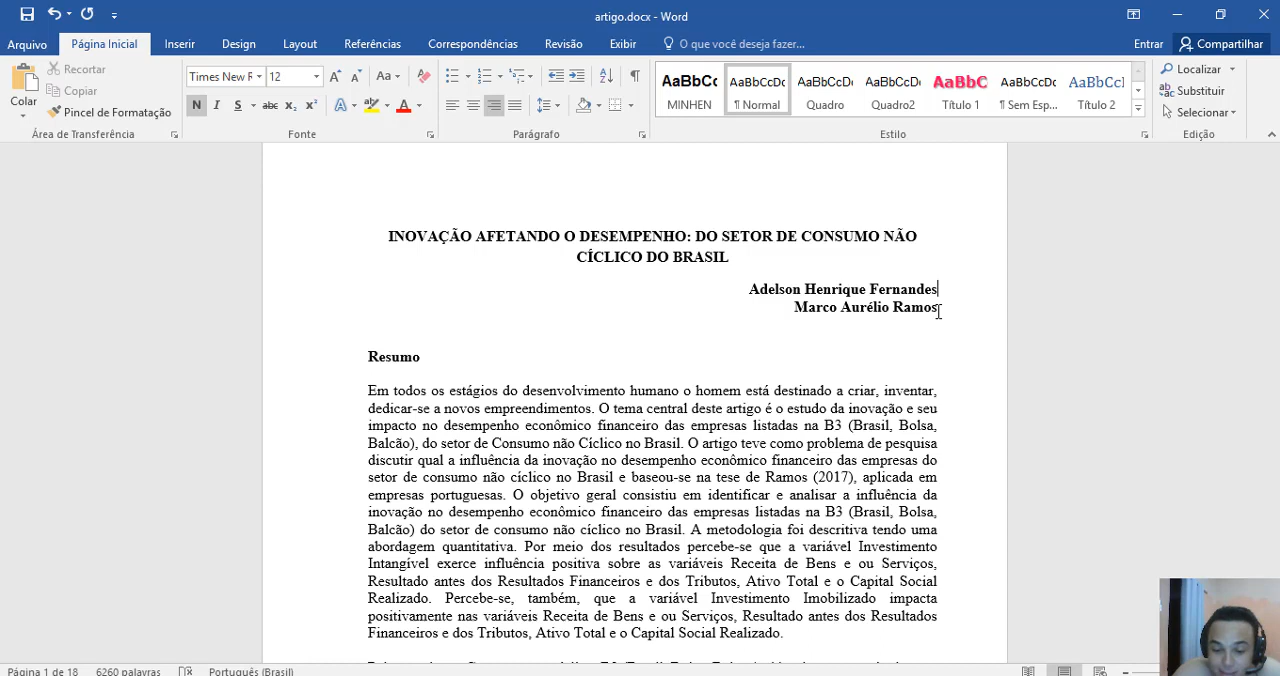 artigo.docx - Word
Arquivo Página Inicial Inserir Design Layout Referências Correspondências Revisão Exibir O que você deseja fazer... Entrar Compartilhar
Colar
Recortar
Copiar
Pincel de Formatação
Área de Transferência
Times New R 12
Aa
N I S abc x₂ x² A A
Fonte
Parágrafo
AaBbCc AaBbCcDc AaBbCcDc AaBbCcDc AaBbC AaBbCcDc AaBbCcI
MINHEN ¶ Normal Quadro Quadro2 Título 1 ¶ Sem Esp... Título 2
Estilo
Localizar
Substituir
Selecionar
Edição
INOVAÇÃO AFETANDO O DESEMPENHO: DO SETOR DE CONSUMO NÃO
CÍCLICO DO BRASIL
Adelson Henrique Fernandes
Marco Aurélio Ramos
Resumo
Em todos os estágios do desenvolvimento humano o homem está destinado a criar, inventar,
dedicar-se a novos empreendimentos. O tema central deste artigo é o estudo da inovação e seu
impacto no desempenho econômico financeiro das empresas listadas na B3 (Brasil, Bolsa,
Balcão), do setor de Consumo não Cíclico no Brasil. O artigo teve como problema de pesquisa
discutir qual a influência da inovação no desempenho econômico financeiro das empresas do
setor de consumo não cíclico no Brasil e baseou-se na tese de Ramos (2017), aplicada em
empresas portuguesas. O objetivo geral consistiu em identificar e analisar a influência da
inovação no desempenho econômico financeiro das empresas listadas na B3 (Brasil, Bolsa,
Balcão) do setor de consumo não cíclico no Brasil. A metodologia foi descritiva tendo uma
abordagem quantitativa. Por meio dos resultados percebe-se que a variável Investimento
Intangível exerce influência positiva sobre as variáveis Receita de Bens e ou Serviços,
Resultado antes dos Resultados Financeiros e dos Tributos, Ativo Total e o Capital Social
Realizado. Percebe-se, também, que a variável Investimento Imobilizado impacta
positivamente nas variáveis Receita de Bens e ou Serviços, Resultado antes dos Resultados
Financeiros e dos Tributos, Ativo Total e o Capital Social Realizado.
Página 1 de 18 6260 palavras Português (Brasil)